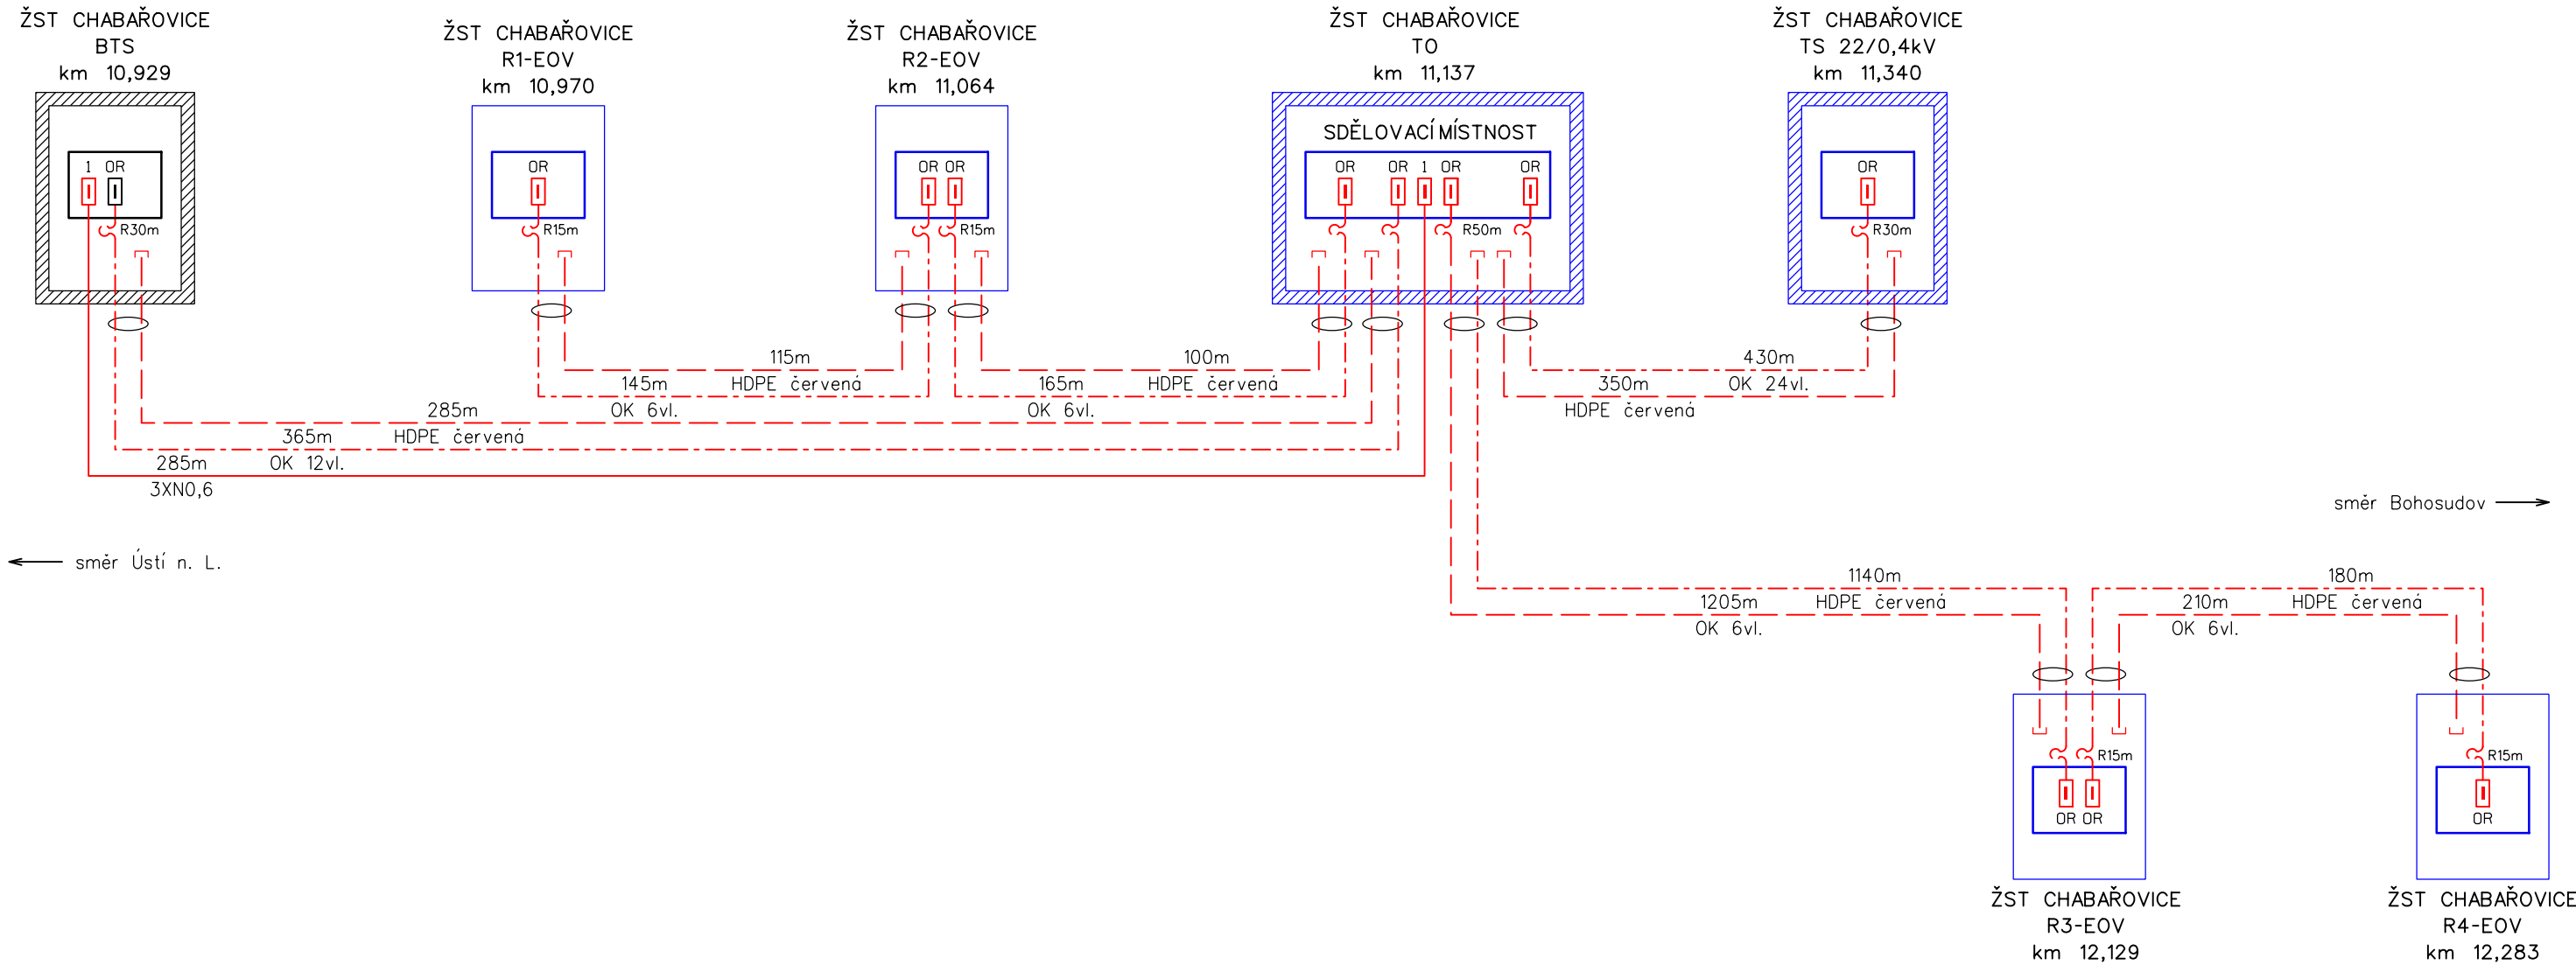 ŽST CHABAŘOVICE
BTS
km 10,929
ŽST CHABAŘOVICE
R1-EOV
km 10,970
ŽST CHABAŘOVICE
R2-EOV
km 11,064
ŽST CHABAŘOVICE
TO
km 11,137
ŽST CHABAŘOVICE
TS 22/0,4kV
km 11,340
SDĚLOVACÍ MÍSTNOST
1 OR
OR
OR OR
OR OR 1 OR OR
OR
R30m
R15m
R15m
R50m
R30m
115m
HDPE červená
145m
OK 6vl.
100m
HDPE červená
165m
OK 6vl.
430m
OK 24vl.
350m
HDPE červená
285m
HDPE červená
365m
OK 12vl.
285m
3XN0,6
směr Bohosudov
směr Ústí n. L.
1140m
HDPE červená
1205m
OK 6vl.
180m
HDPE červená
210m
OK 6vl.
R15m
R15m
OR OR
OR
ŽST CHABAŘOVICE
R3-EOV
km 12,129
ŽST CHABAŘOVICE
R4-EOV
km 12,283